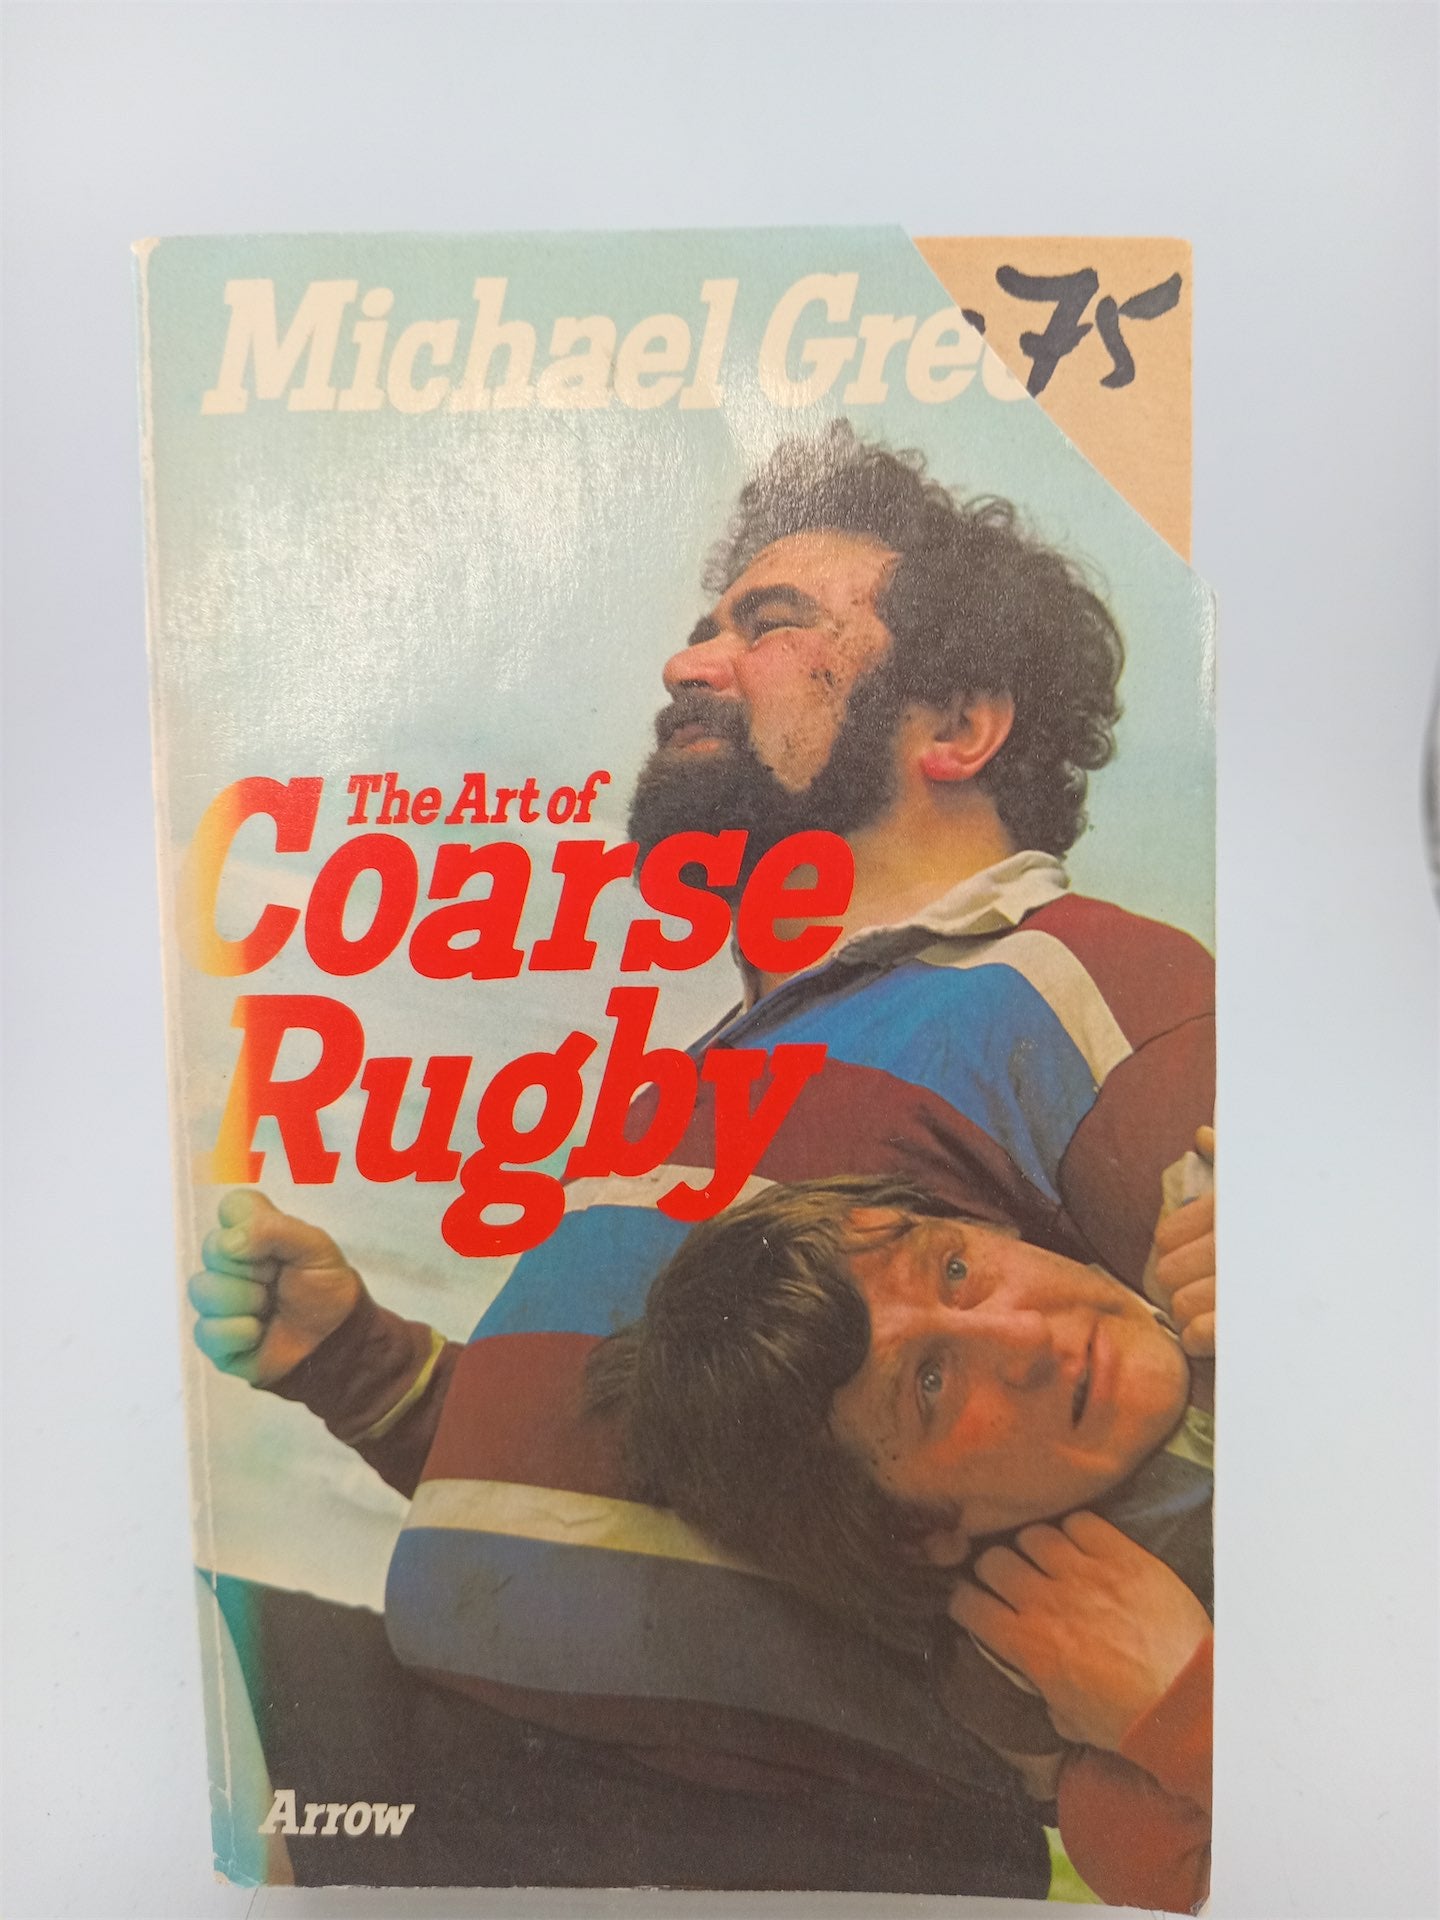 Michael Gree
.75
The Art of
Coarse
Rugby
Arrow